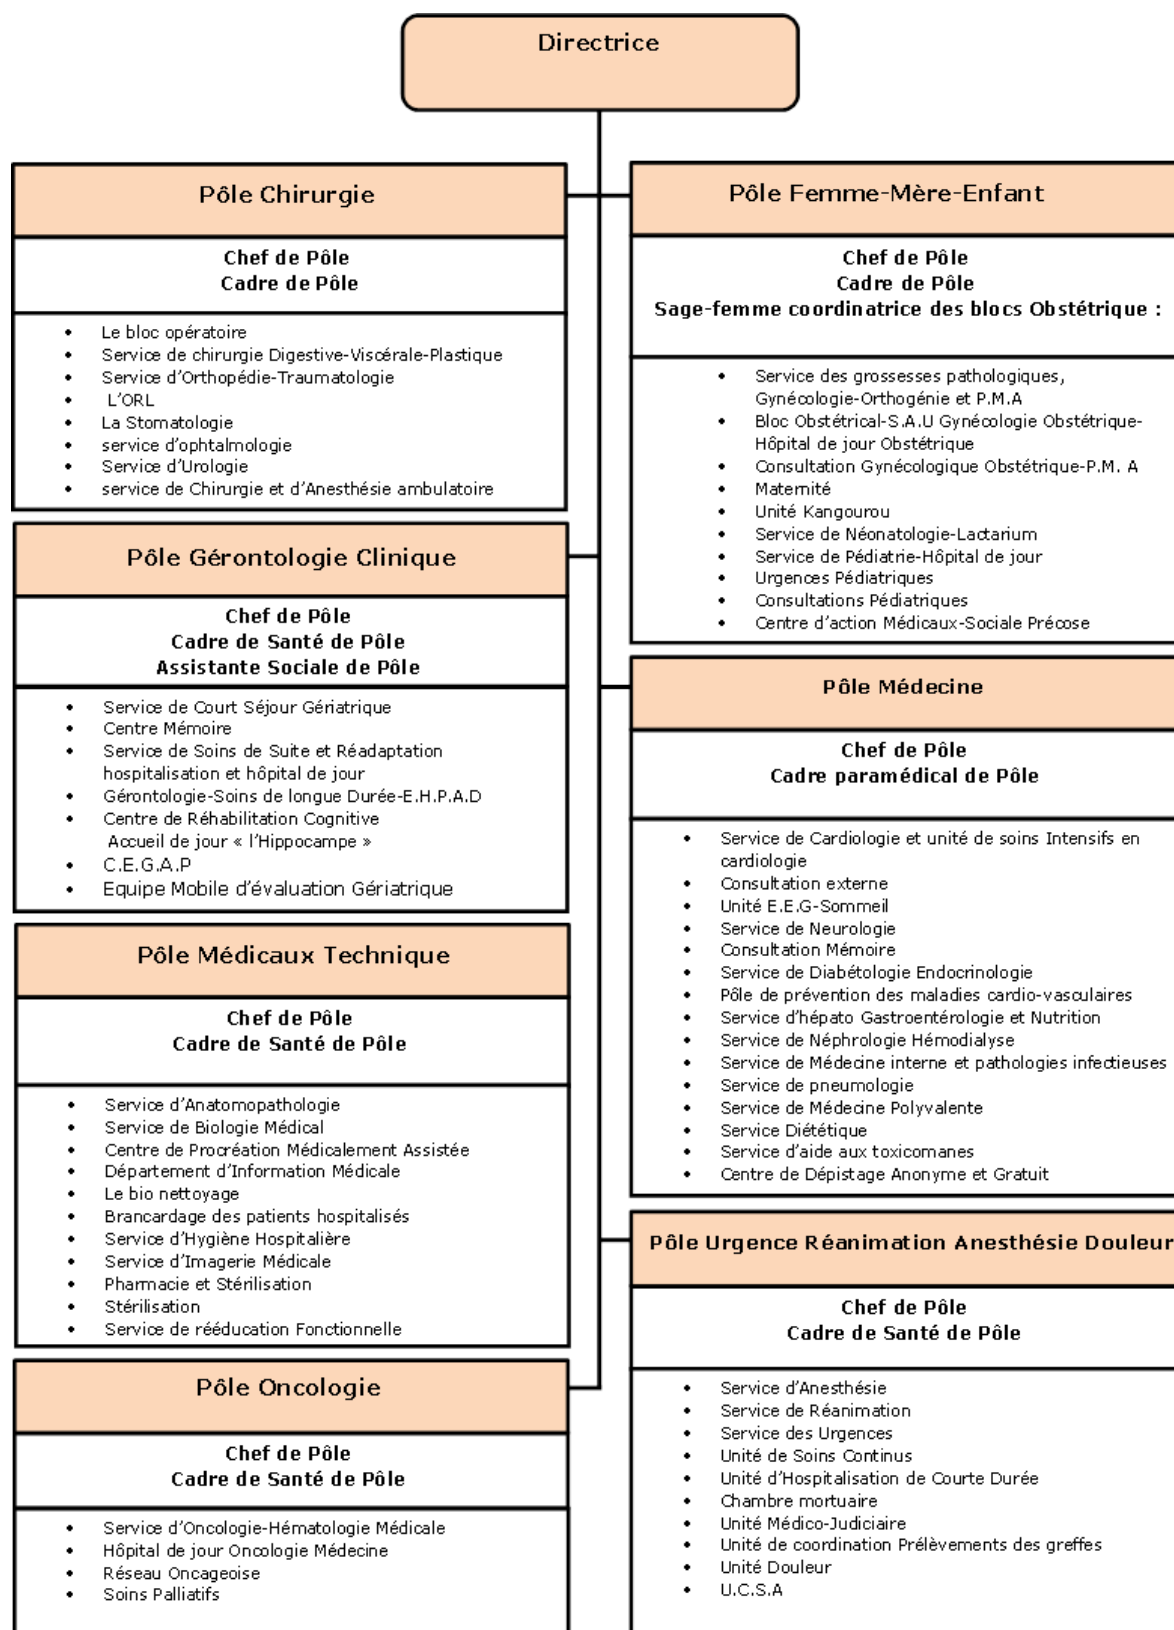 Directrice
Pôle Chirurgie
Chef de Pôle
Cadre de Pôle
• Le bloc opératoire
• Service de chirurgie Digestive-Viscérale-Plastique
• Service d'Orthopédie-Traumatologie
• L'ORL
• La Stomatologie
• service d'ophtalmologie
• Service d'Urologie
• service de Chirurgie et d'Anesthésie ambulatoire
Pôle Gérontologie Clinique
Chef de Pôle
Cadre de Santé de Pôle
Assistante Sociale de Pôle
• Service de Court Séjour Gériatrique
• Centre Mémoire
• Service de Soins de Suite et Réadaptation
hospitalisation et hôpital de jour
• Gérontologie-Soins de longue Durée-E.H.P.A.D
• Centre de Réhabilitation Cognitive
Accueil de jour « l'Hippocampe »
• C.E.G.A.P
• Equipe Mobile d'évaluation Gériatrique
Pôle Médicaux Technique
Chef de Pôle
Cadre de Santé de Pôle
• Service d'Anatomopathologie
• Service de Biologie Médical
• Centre de Procréation Médicalement Assistée
• Département d'Information Médicale
• Le bio nettoyage
• Brancardage des patients hospitalisés
• Service d'Hygiène Hospitalière
• Service d'Imagerie Médicale
• Pharmacie et Stérilisation
• Stérilisation
• Service de rééducation Fonctionnelle
Pôle Oncologie
Chef de Pôle
Cadre de Santé de Pôle
• Service d'Oncologie-Hématologie Médicale
• Hôpital de jour Oncologie Médecine
• Réseau Oncageoise
• Soins Palliatifs
Pôle Femme-Mère-Enfant
Chef de Pôle
Cadre de Pôle
Sage-femme coordinatrice des blocs Obstétrique :
• Service des grossesses pathologiques,
Gynécologie-Orthogénie et P.M.A
• Bloc Obstétrical-S.A.U Gynécologie Obstétrique-
Hôpital de jour Obstétrique
• Consultation Gynécologique Obstétrique-P.M. A
• Maternité
• Unité Kangourou
• Service de Néonatologie-Lactarium
• Service de Pédiatrie-Hôpital de jour
• Urgences Pédiatriques
• Consultations Pédiatriques
• Centre d'action Médicaux-Sociale Précose
Pôle Médecine
Chef de Pôle
Cadre paramédical de Pôle
• Service de Cardiologie et unité de soins Intensifs en
cardiologie
• Consultation externe
• Unité E.E.G-Sommeil
• Service de Neurologie
• Consultation Mémoire
• Service de Diabétologie Endocrinologie
• Pôle de prévention des maladies cardio-vasculaires
• Service d'hépato Gastroentérologie et Nutrition
• Service de Néphrologie Hémodialyse
• Service de Médecine interne et pathologies infectieuses
• Service de pneumologie
• Service de Médecine Polyvalente
• Service Diététique
• Service d'aide aux toxicomanes
• Centre de Dépistage Anonyme et Gratuit
Pôle Urgence Réanimation Anesthésie Douleur
Chef de Pôle
Cadre de Santé de Pôle
• Service d'Anesthésie
• Service de Réanimation
• Service des Urgences
• Unité de Soins Continus
• Unité d'Hospitalisation de Courte Durée
• Chambre mortuaire
• Unité Médico-Judiciaire
• Unité de coordination Prélèvements des greffes
• Unité Douleur
• U.C.S.A